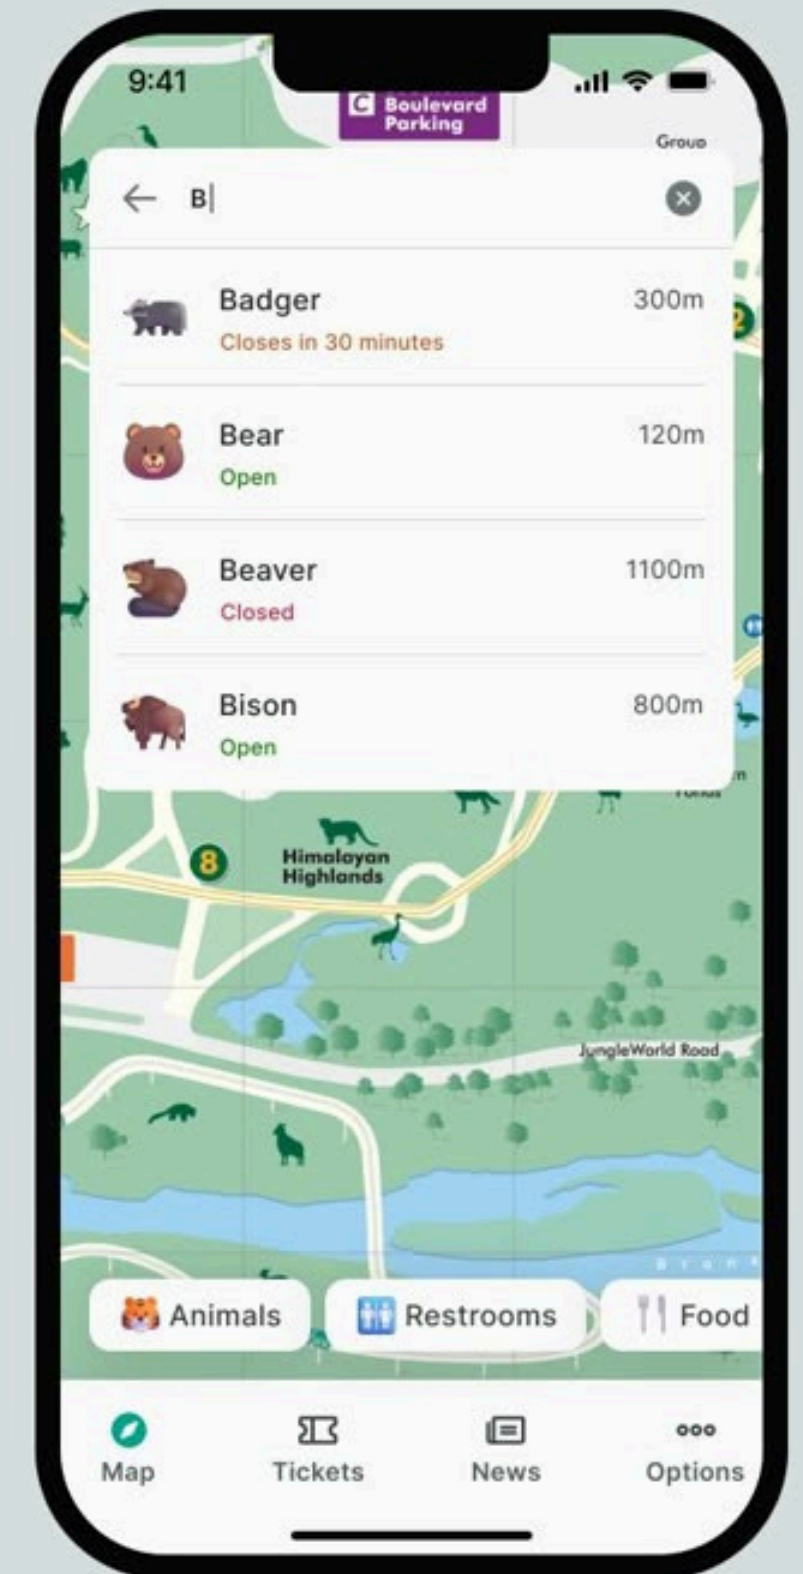 9:41
C Boulevard
Parking
Group
B
Badger 300m
Closes in 30 minutes
Bear 120m
Open
Beaver 1100m
Closed
Bison 800m
Open
2
8
Himalayan
Highlands
JungleWorld Road
Animals Restrooms Food
Map Tickets News Options